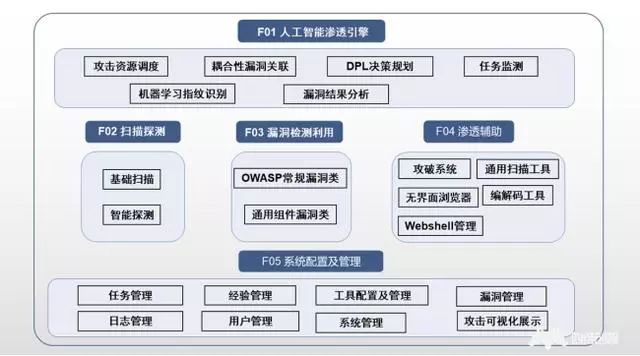 F01 人工智能渗透引擎
攻击资源调度 耦合性漏洞关联 DPL决策规划 任务监测
机器学习指纹识别 漏洞结果分析
F02 扫描探测 F03 漏洞检测利用 F04 渗透辅助
基础扫描
智能探测
OWASP常规漏洞类
通用组件漏洞类
攻破系统 通用扫描工具
无界面浏览器 编解码工具
Webshell管理
F05 系统配置及管理
任务管理 经验管理 工具配置及管理 漏洞管理
日志管理 用户管理 系统管理 攻击可视化展示